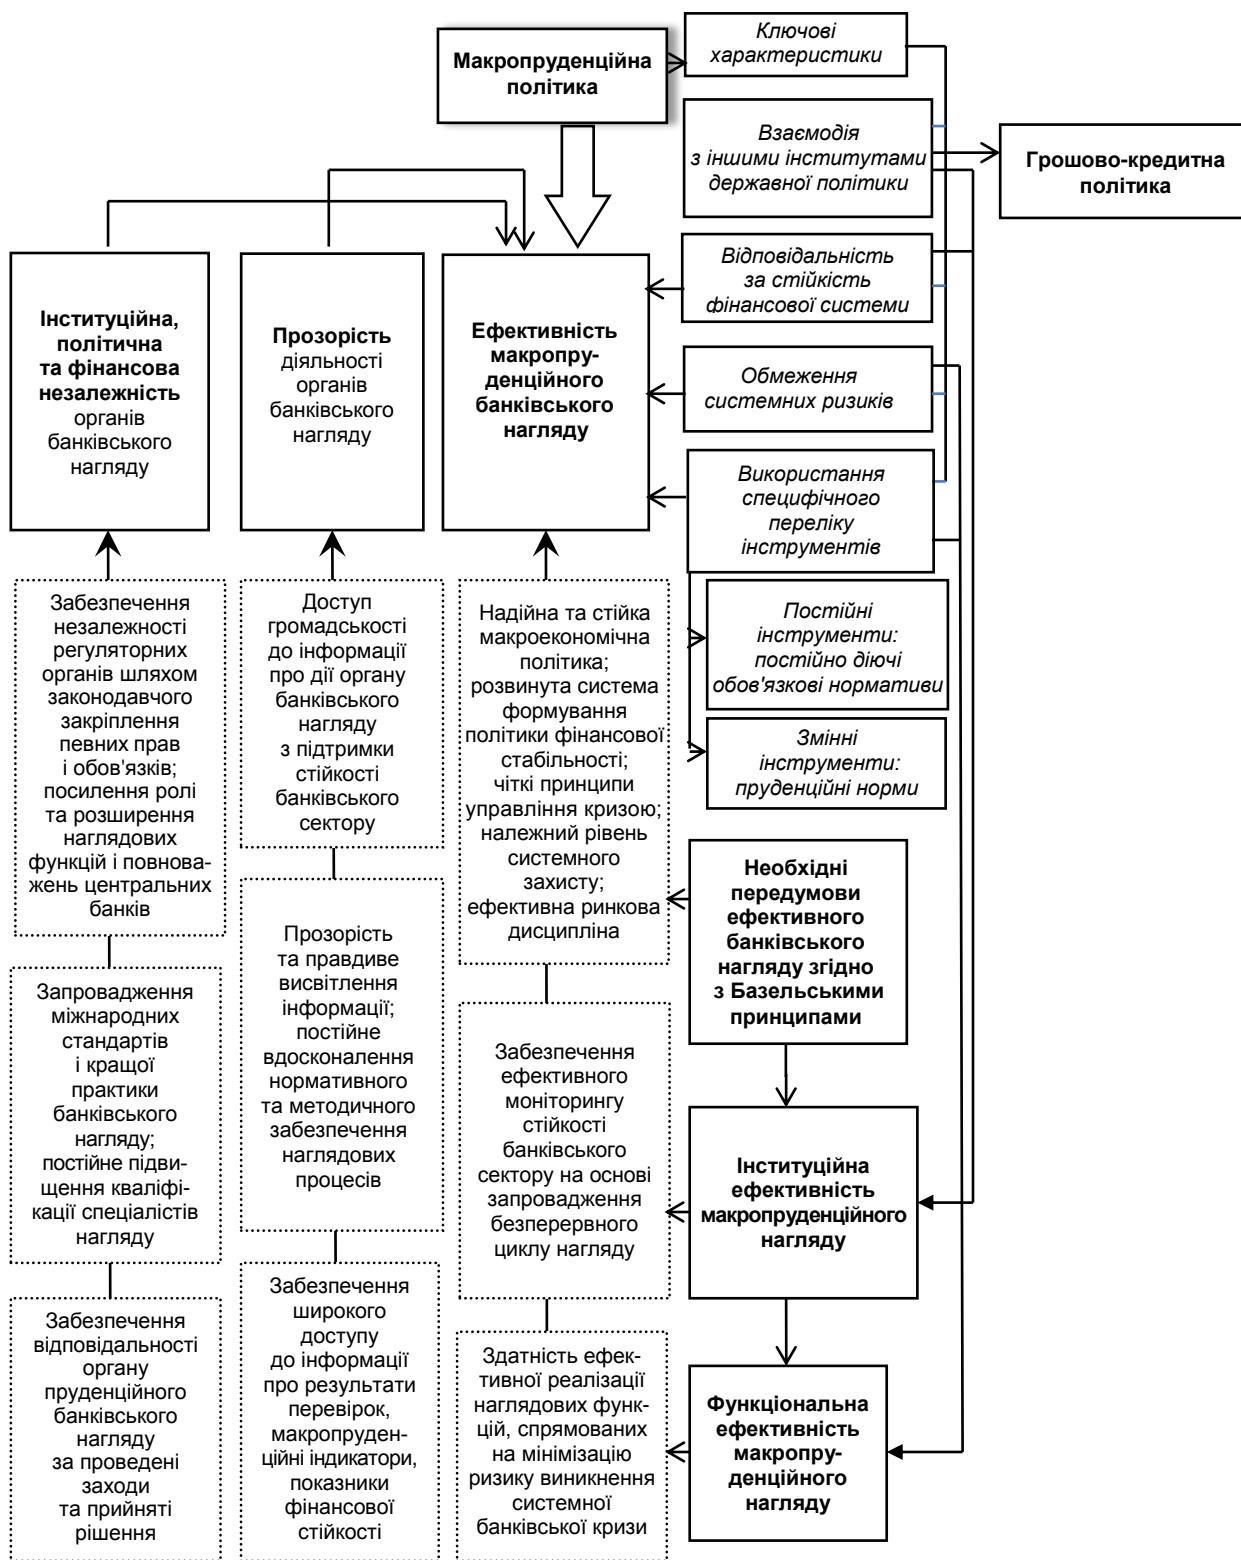 Ключові
характеристики
Макропруденційна
політика
Взаємодія
з іншими інститутами
державної політики
Грошово-кредитна
політика
Інституційна,
політична
та фінансова
незалежність
органів
банківського
нагляду
Прозорість
діяльності
органів
банківського
нагляду
Ефективність
макропру-
денційного
банківського
нагляду
Відповідальність
за стійкість
фінансової системи
Обмеження
системних ризиків
Використання
специфічного
переліку
інструментів
Постійні
інструменти:
постійно діючі
обов'язкові нормативи
Змінні
інструменти:
пруденційні норми
Забезпечення
незалежності
регуляторних
органів шляхом
законодавчого
закріплення
певних прав
і обов'язків;
посилення ролі
та розширення
наглядових
функцій і повнова-
жень центральних
банків
Доступ
громадськості
до інформації
про дії органу
банківського
нагляду
з підтримки
стійкості
банківського
сектору
Надійна та стійка
макроекономічна
політика;
розвинута система
формування
політики фінансової
стабільності;
чіткі принципи
управління кризою;
належний рівень
системного
захисту;
ефективна ринкова
дисципліна
Необхідні
передумови
ефективного
банківського
нагляду згідно
з Базельськими
принципами
Запровадження
міжнародних
стандартів
і кращої
практики
банківського
нагляду;
постійне підви-
щення кваліфі-
кації спеціалістів
нагляду
Прозорість
та правдиве
висвітлення
інформації;
постійне
вдосконалення
нормативного
та методичного
забезпечення
наглядових
процесів
Забезпечення
ефективного
моніторингу
стійкості
банківського
сектору на основі
запровадження
безперервного
циклу нагляду
Інституційна
ефективність
макропруденційного
нагляду
Забезпечення
відповідальності
органу
пруденційного
банківського
нагляду
за проведені
заходи
та прийняті
рішення
Забезпечення
широкого
доступу
до інформації
про результати
перевірок,
макропруден-
ційні індикатори,
показники
фінансової
стійкості
Здатність ефек-
тивної реалізації
наглядових функ-
цій, спрямованих
на мінімізацію
ризику виникнення
системної
банківської кризи
Функціональна
ефективність
макропру-
денційного
нагляду